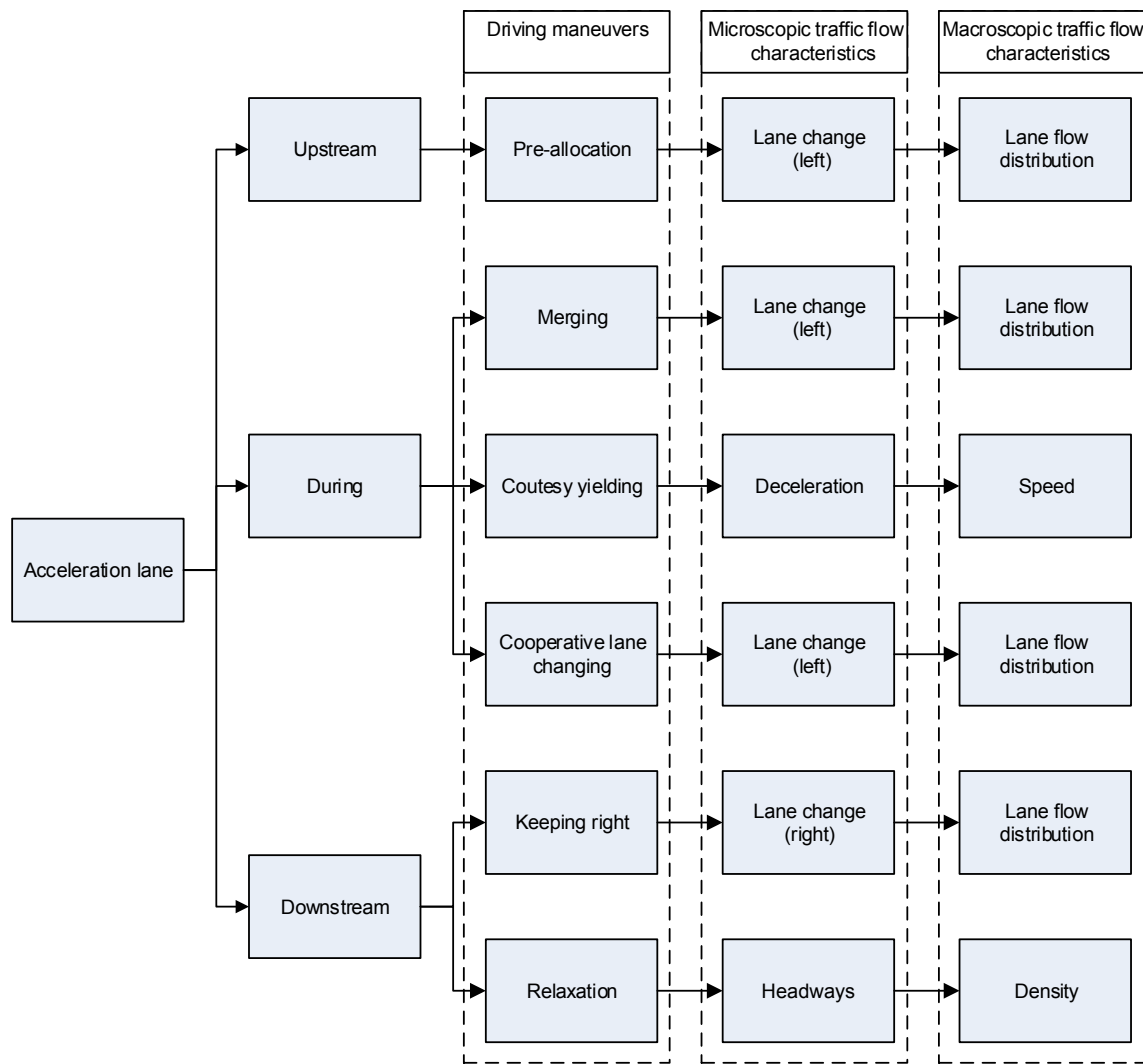 Driving maneuvers
Microscopic traffic flow
characteristics
Macroscopic traffic flow
characteristics
Upstream
Pre-allocation
Lane change
(left)
Lane flow
distribution
Merging
Lane change
(left)
Lane flow
distribution
During
Coutesy yielding
Deceleration
Speed
Acceleration lane
Cooperative lane
changing
Lane change
(left)
Lane flow
distribution
Keeping right
Lane change
(right)
Lane flow
distribution
Downstream
Relaxation
Headways
Density